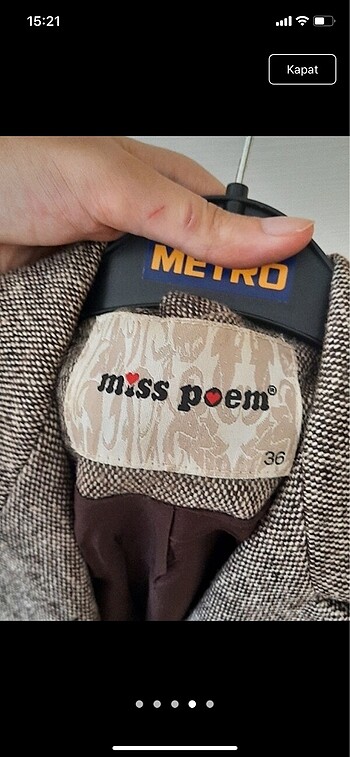 15:21
Kapat
METRO
miss poem®
36